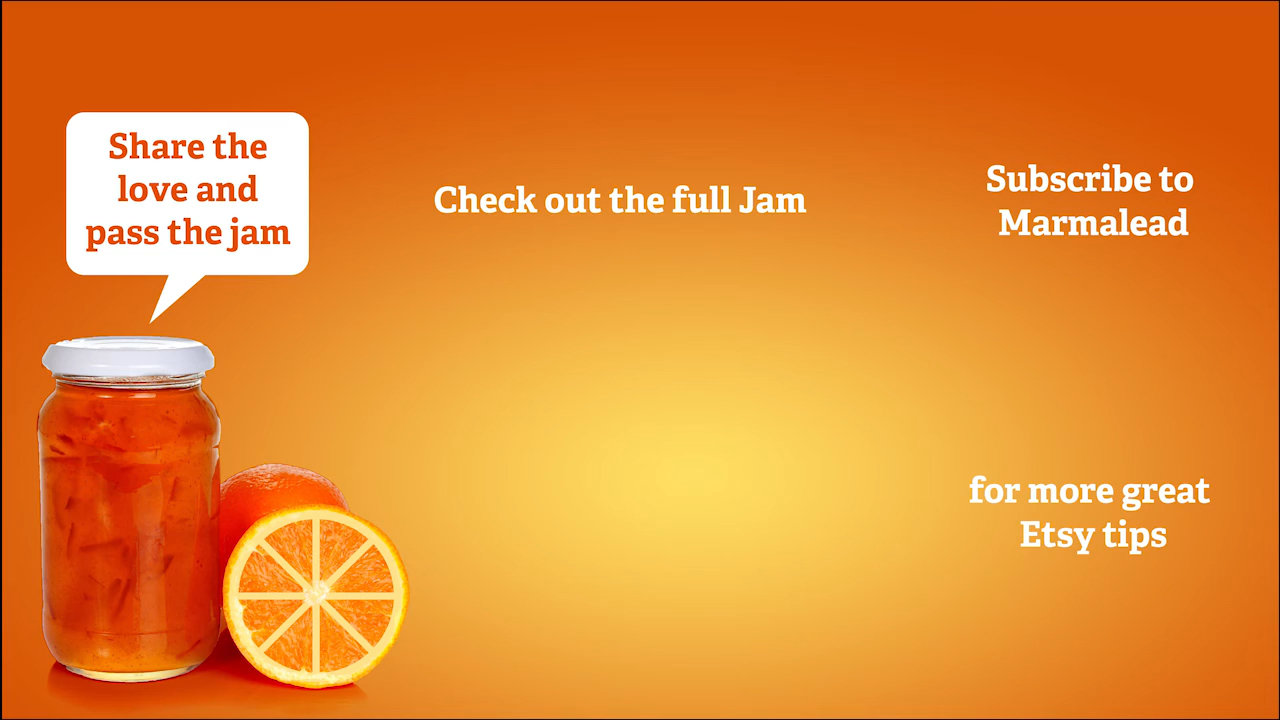 Share the
love and
pass the jam
Check out the full Jam
Subscribe to
Marmalead
for more great
Etsy tips